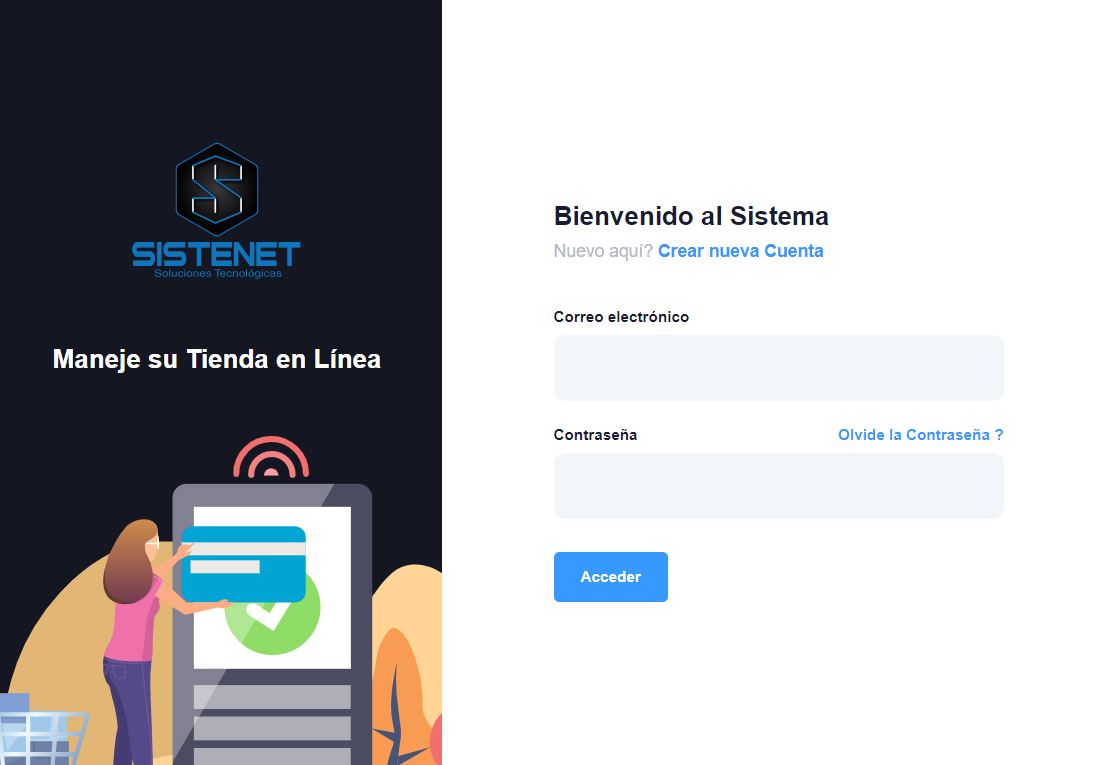 SISTENET
Soluciones Tecnológicas
Maneje su Tienda en Línea
Bienvenido al Sistema
Nuevo aquí? Crear nueva Cuenta
Correo electrónico
Contraseña Olvide la Contraseña ?
Acceder